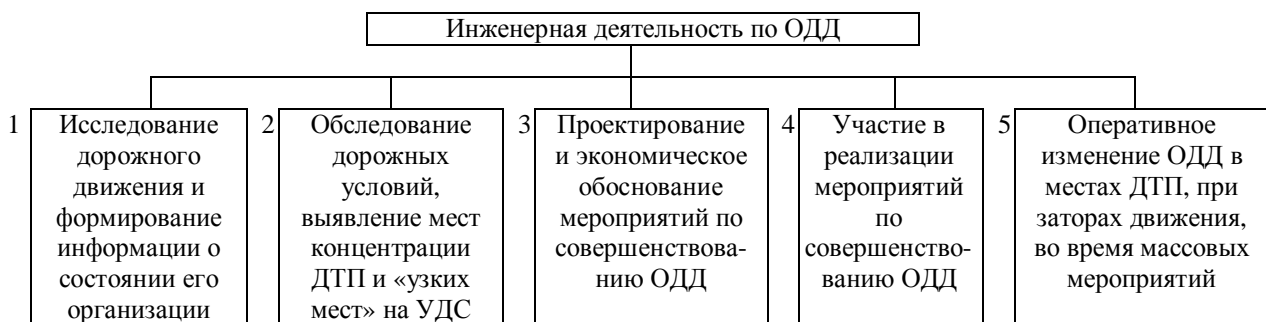 Инженерная деятельность по ОДД
1
Исследование
дорожного
движения и
формирование
информации о
состоянии его
организации
2
Обследование
дорожных
условий,
выявление мест
концентрации
ДТП и «узких
мест» на УДС
3
Проектирование
и экономическое
обоснование
мероприятий по
совершенствова-
нию ОДД
4
Участие в
реализации
мероприятий
по
совершенство-
ванию ОДД
5
Оперативное
изменение ОДД в
местах ДТП, при
заторах движения,
во время массовых
мероприятий